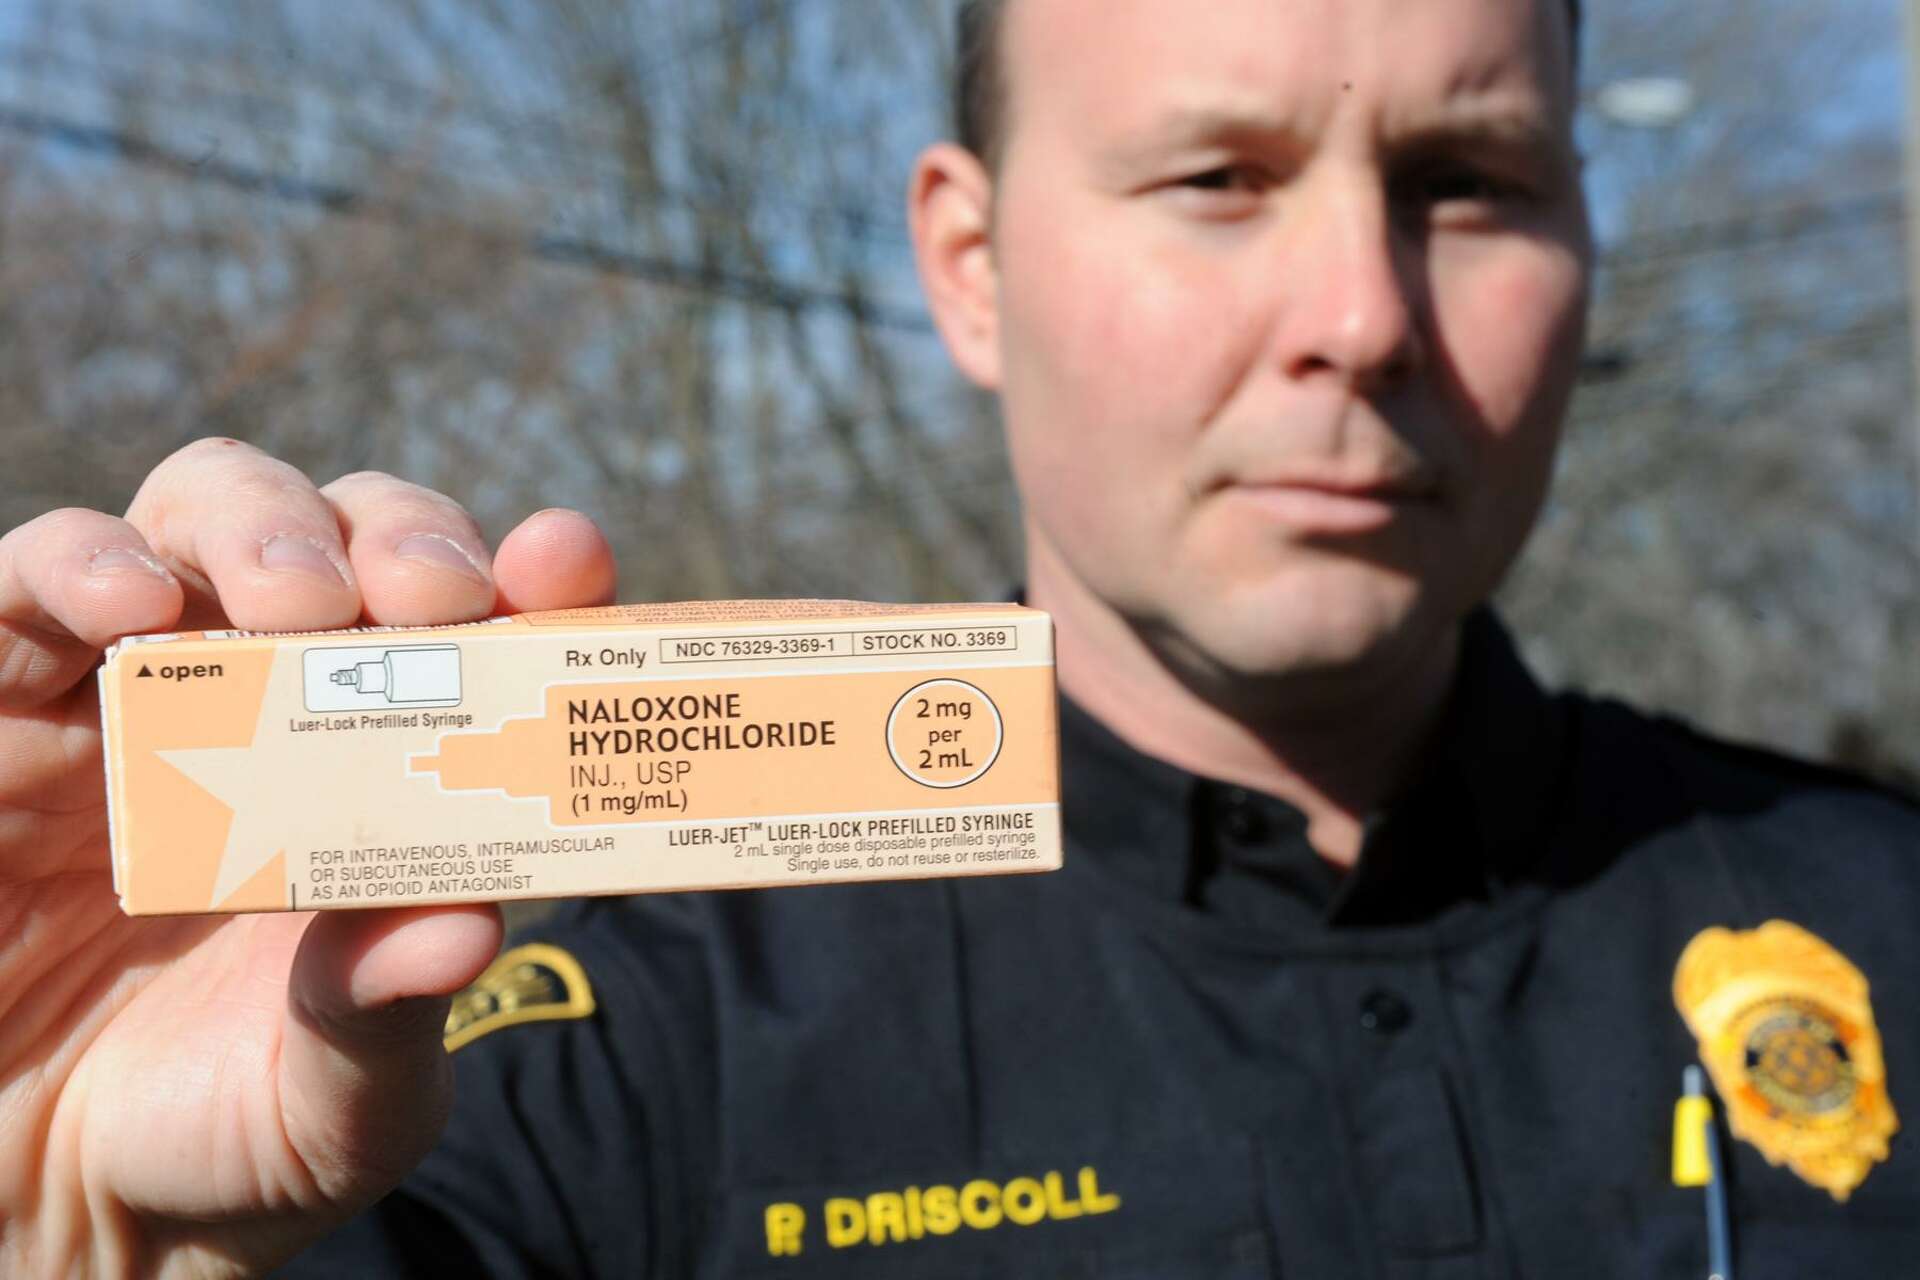 ▲ open
Luer-Lock Prefilled Syringe
Rx Only
NDC 76329-3369-1
STOCK NO. 3369
NALOXONE
HYDROCHLORIDE
INJ., USP
(1 mg/mL)
2 mg
per
2 mL
LUER-JET™ LUER-LOCK PREFILLED SYRINGE
2 mL single dose disposable prefilled syringe
Single use, do not reuse or resterilize.
FOR INTRAVENOUS, INTRAMUSCULAR
OR SUBCUTANEOUS USE
AS AN OPIOID ANTAGONIST
P DRISCOLL